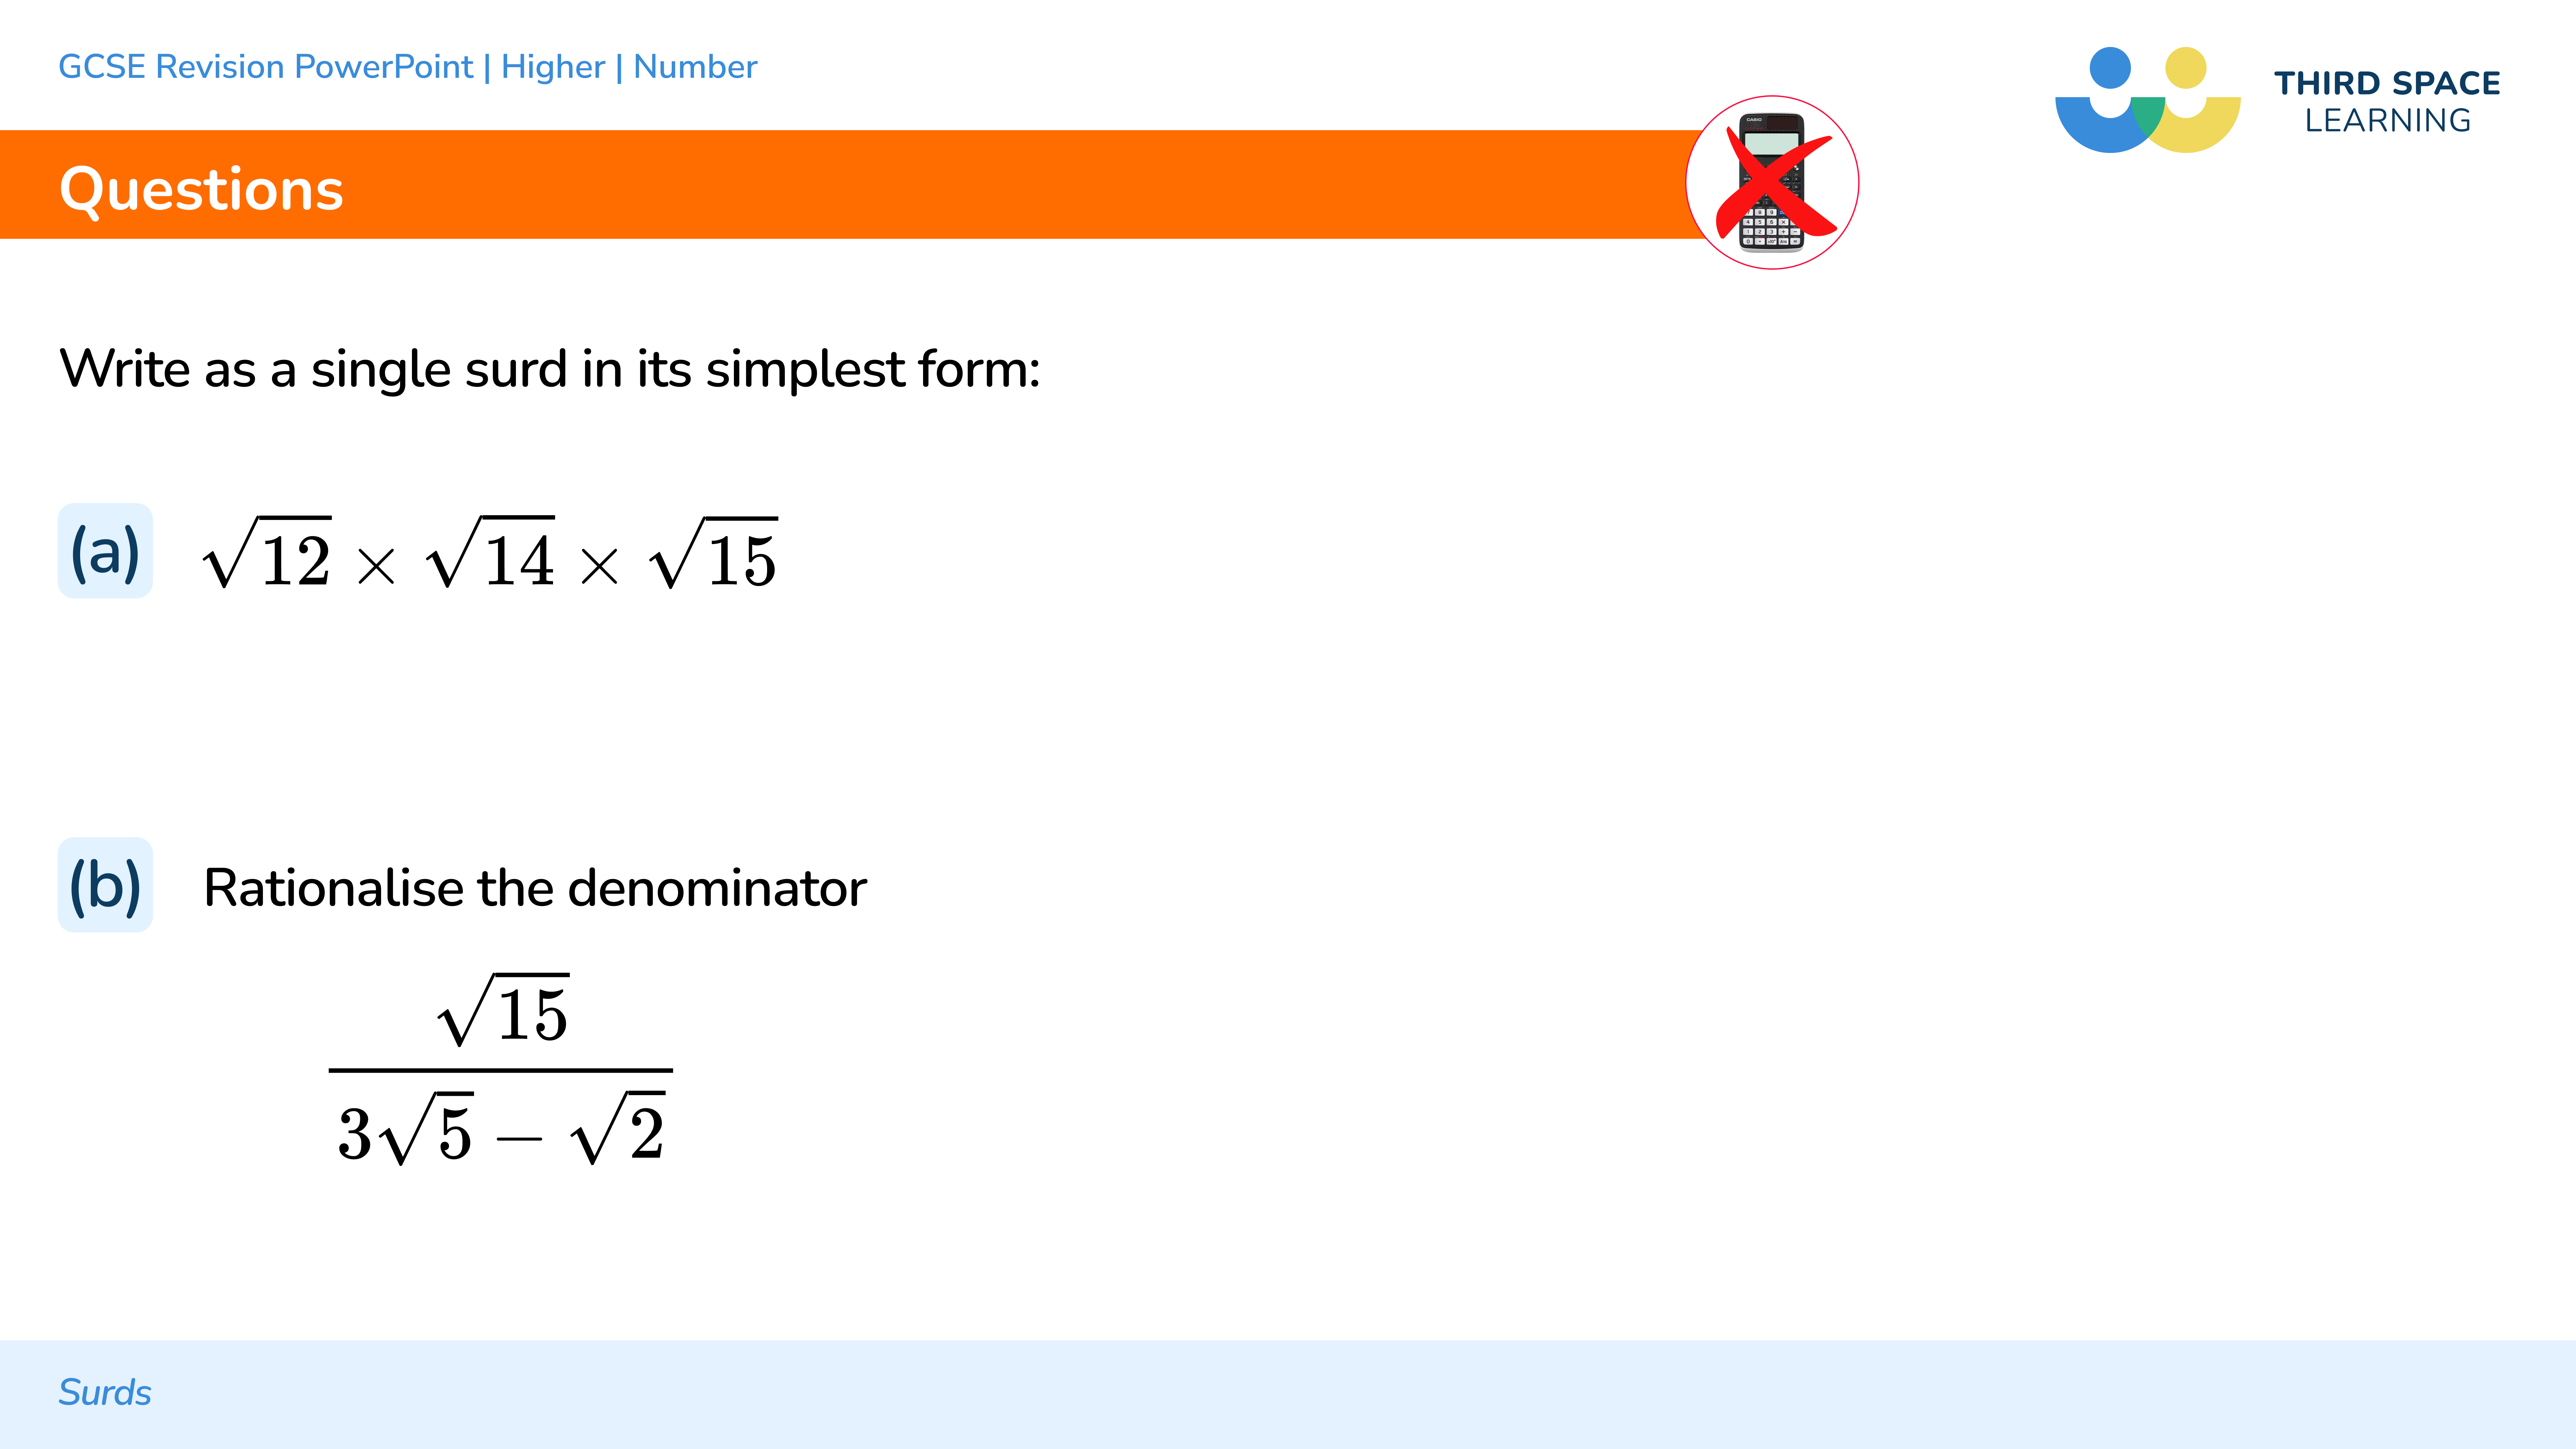 GCSE Revision PowerPoint | Higher | Number
THIRD SPACE
LEARNING
Questions
CASIO
Write as a single surd in its simplest form:
(a) √12 × √14 × √15
(b) Rationalise the denominator
√15
3√5 − √2
Surds